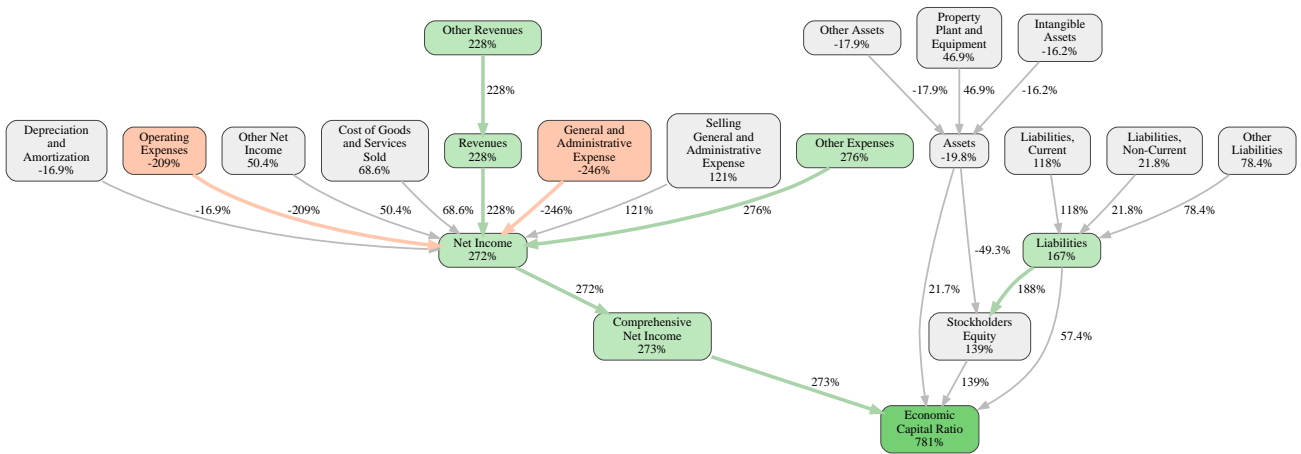 Other Revenues
228%
Other Assets
-17.9%
Property
Plant and
Equipment
46.9%
Intangible
Assets
-16.2%
228%
-17.9%
46.9%
-16.2%
Depreciation
and
Amortization
-16.9%
Operating
Expenses
-209%
Other Net
Income
50.4%
Cost of Goods
and Services
Sold
68.6%
Revenues
228%
General and
Administrative
Expense
-246%
Selling
General and
Administrative
Expense
121%
Other Expenses
276%
Assets
-19.8%
Liabilities,
Current
118%
Liabilities,
Non-Current
21.8%
Other
Liabilities
78.4%
-16.9%
-209%
50.4%
68.6%
228%
-246%
121%
276%
118%
21.8%
78.4%
Net Income
272%
-49.3%
Liabilities
167%
272%
21.7%
188%
Comprehensive
Net Income
273%
Stockholders
Equity
139%
57.4%
273%
139%
Economic
Capital Ratio
781%